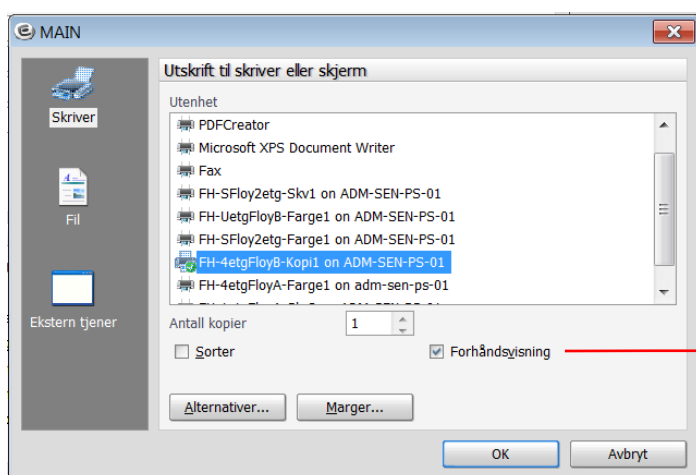 MAIN
Skriver
Fil
Ekstern tjener
Utskrift til skriver eller skjerm
Utenhet
PDFCreator
Microsoft XPS Document Writer
Fax
FH-SFloy2etg-Skv1 on ADM-SEN-PS-01
FH-UetgFloyB-Farge1 on ADM-SEN-PS-01
FH-SFloy2etg-Farge1 on ADM-SEN-PS-01
FH-4etgFloyB-Kopi1 on ADM-SEN-PS-01
FH-4etgFloyA-Farge1 on adm-sen-ps-01
Antall kopier 1
Sorter Forhåndsvisning
Alternativer... Marger...
OK Avbryt